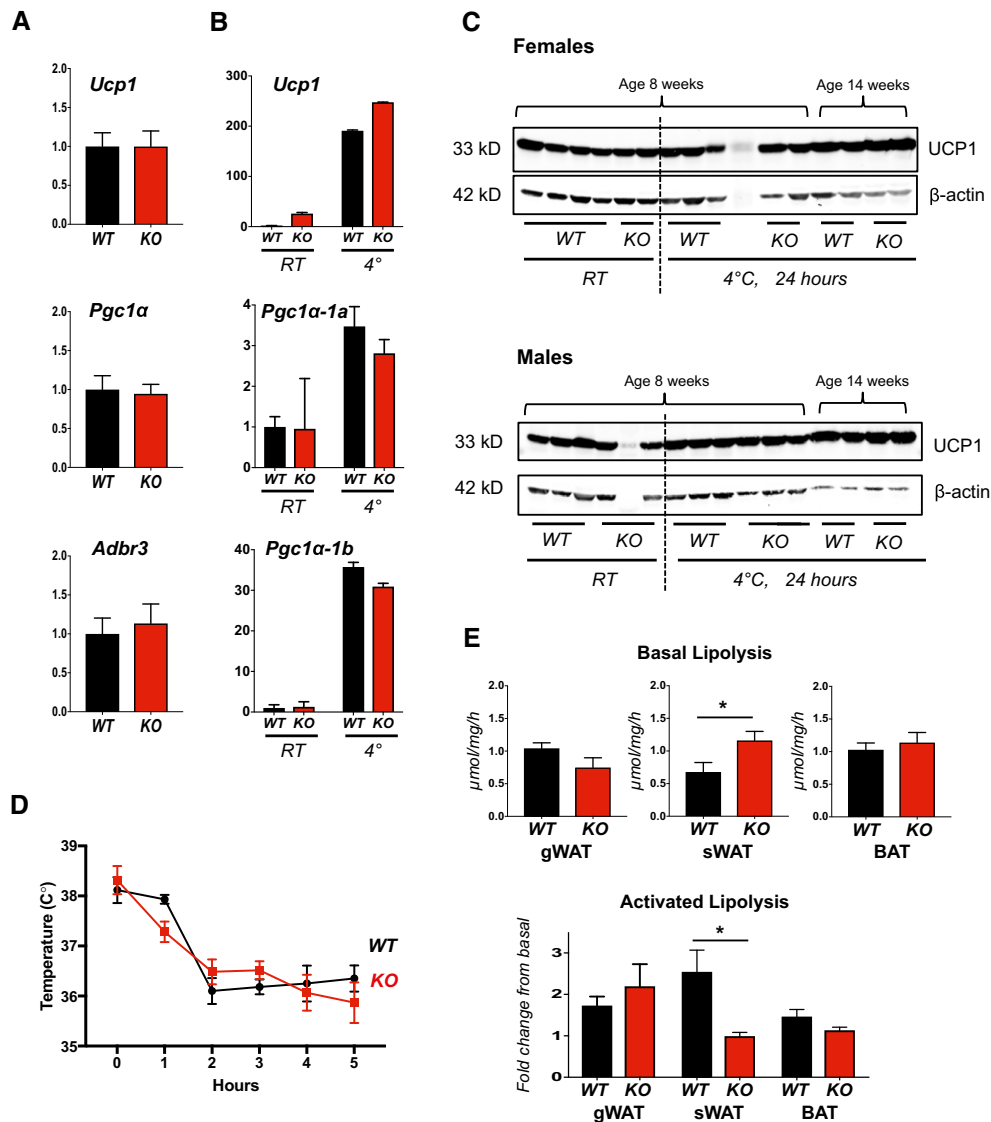 A
B
C
Ucp1
2.0
1.5
1.0
0.5
0.0
WT KO
Pgc1α
2.0
1.5
1.0
0.5
0.0
WT KO
Adbr3
2.0
1.5
1.0
0.5
0.0
WT KO
Ucp1
300
200
100
0
WT KO WT KO
RT 4°
Pgc1α-1a
4
3
2
1
0
WT KO WT KO
RT 4°
Pgc1α-1b
40
30
20
10
0
WT KO WT KO
RT 4°
Females
Age 8 weeks Age 14 weeks
33 kD UCP1
42 kD β-actin
WT KO WT KO WT KO
RT 4°C, 24 hours
Males
Age 8 weeks Age 14 weeks
33 kD UCP1
42 kD β-actin
WT KO WT KO WT KO
RT 4°C, 24 hours
D
Temperature (C°)
39
38
37
36
35
0 1 2 3 4 5
Hours
WT
KO
E
Basal Lipolysis
μmol/mg/h
2.0
1.5
1.0
0.5
0.0
WT KO
gWAT
μmol/mg/h
2.0
1.5
1.0
0.5
0.0
*
WT KO
sWAT
μmol/mg/h
2.0
1.5
1.0
0.5
0.0
WT KO
BAT
Activated Lipolysis
Fold change from basal
3
2
1
0
*
WT KO WT KO WT KO
gWAT sWAT BAT